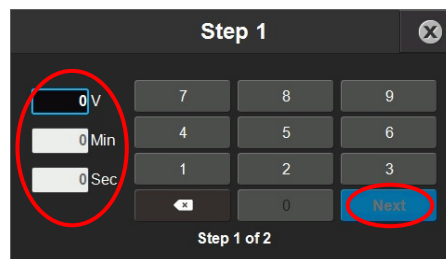 Step 1
0 V 7 8 9
0 Min 4 5 6
0 Sec 1 2 3
0 Next
Step 1 of 2